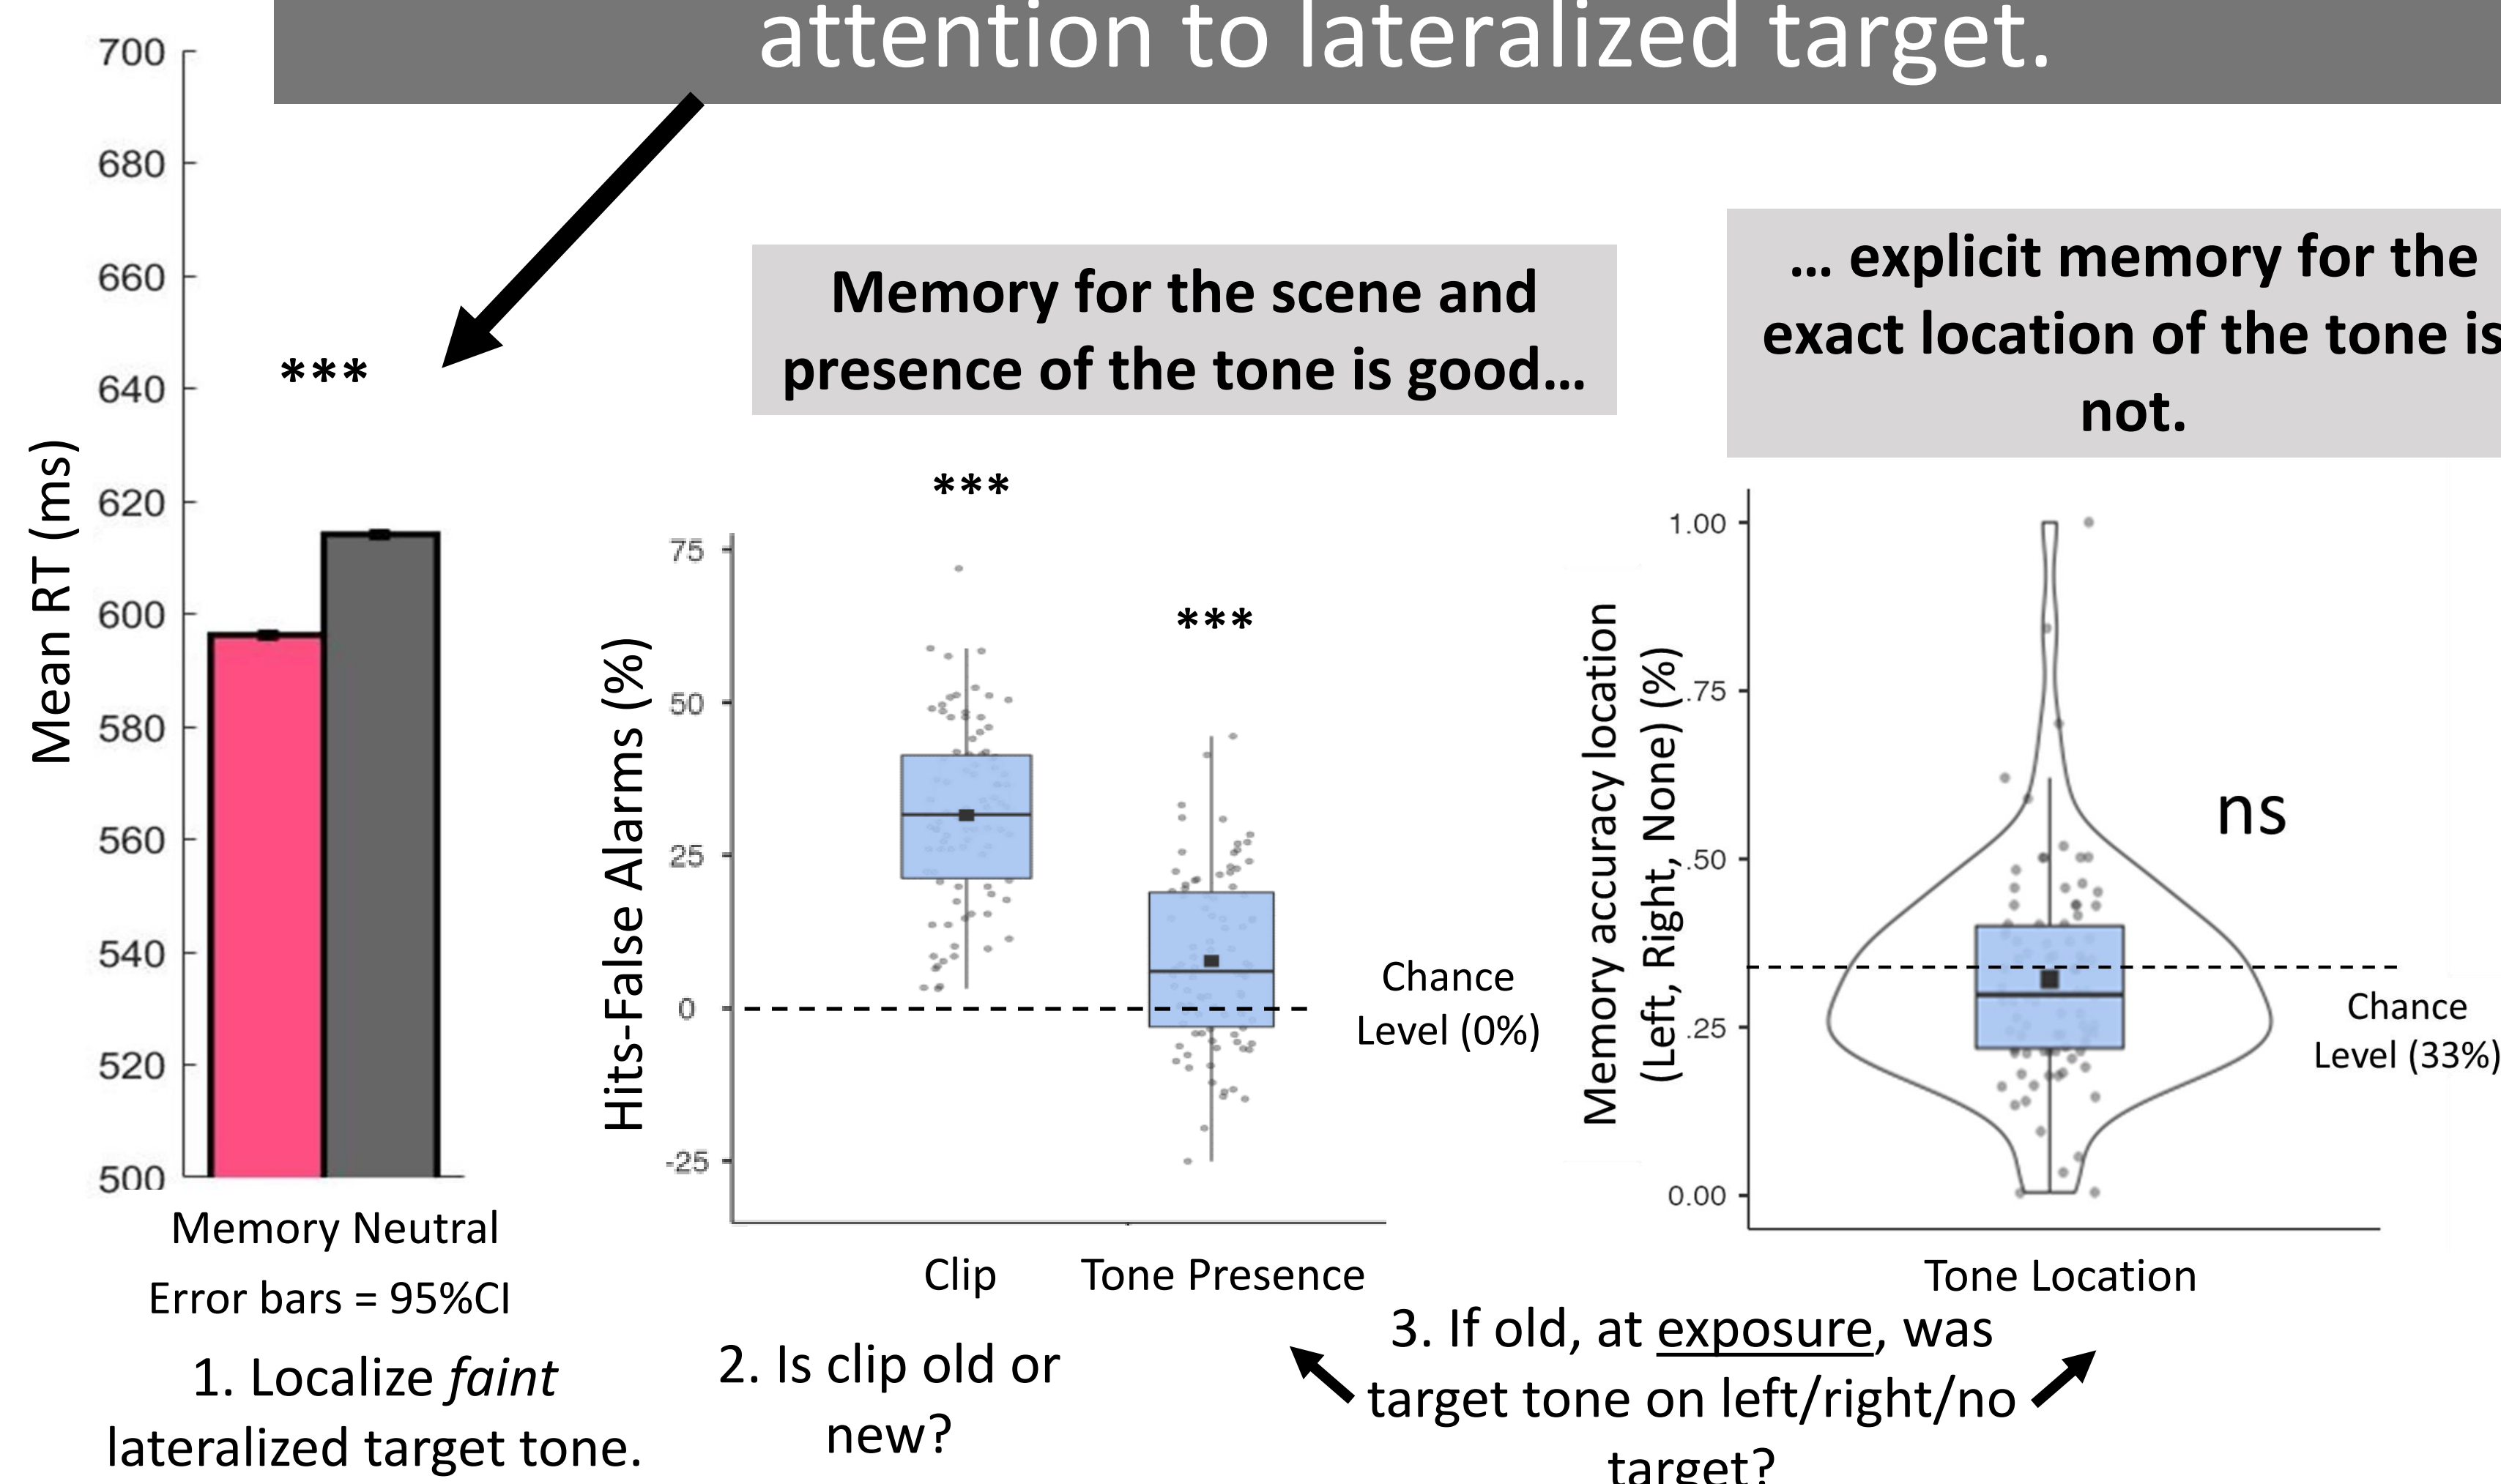 attention to lateralized target.
700
680
660
640
620
600
580
560
540
520
500
Mean RT (ms)
***
Memory Neutral
Error bars = 95%CI
1. Localize faint
lateralized target tone.
Memory for the scene and
presence of the tone is good…
***
***
75
50
25
0
-25
Hits-False Alarms (%)
Chance
Level (0%)
Clip
Tone Presence
2. Is clip old or
new?
… explicit memory for the
exact location of the tone is
not.
1.00
.75
.50
.25
0.00
Memory accuracy location
(Left, Right, None) (%)
ns
Chance
Level (33%)
Tone Location
3. If old, at exposure, was
target tone on left/right/no
target?